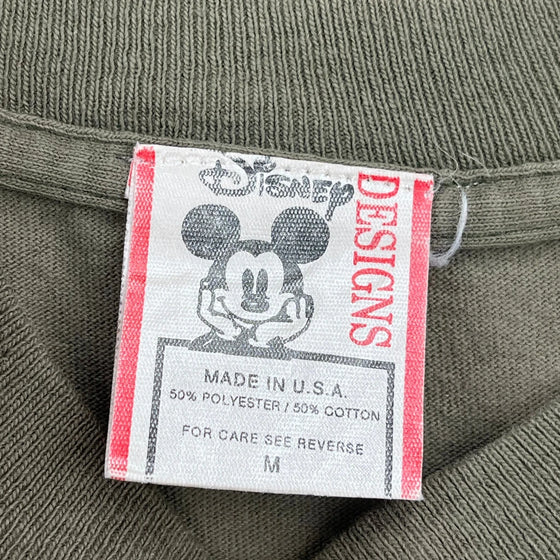 Disney
DESIGNS
MADE IN U.S.A.
50% POLYESTER / 50% COTTON
FOR CARE SEE REVERSE
M